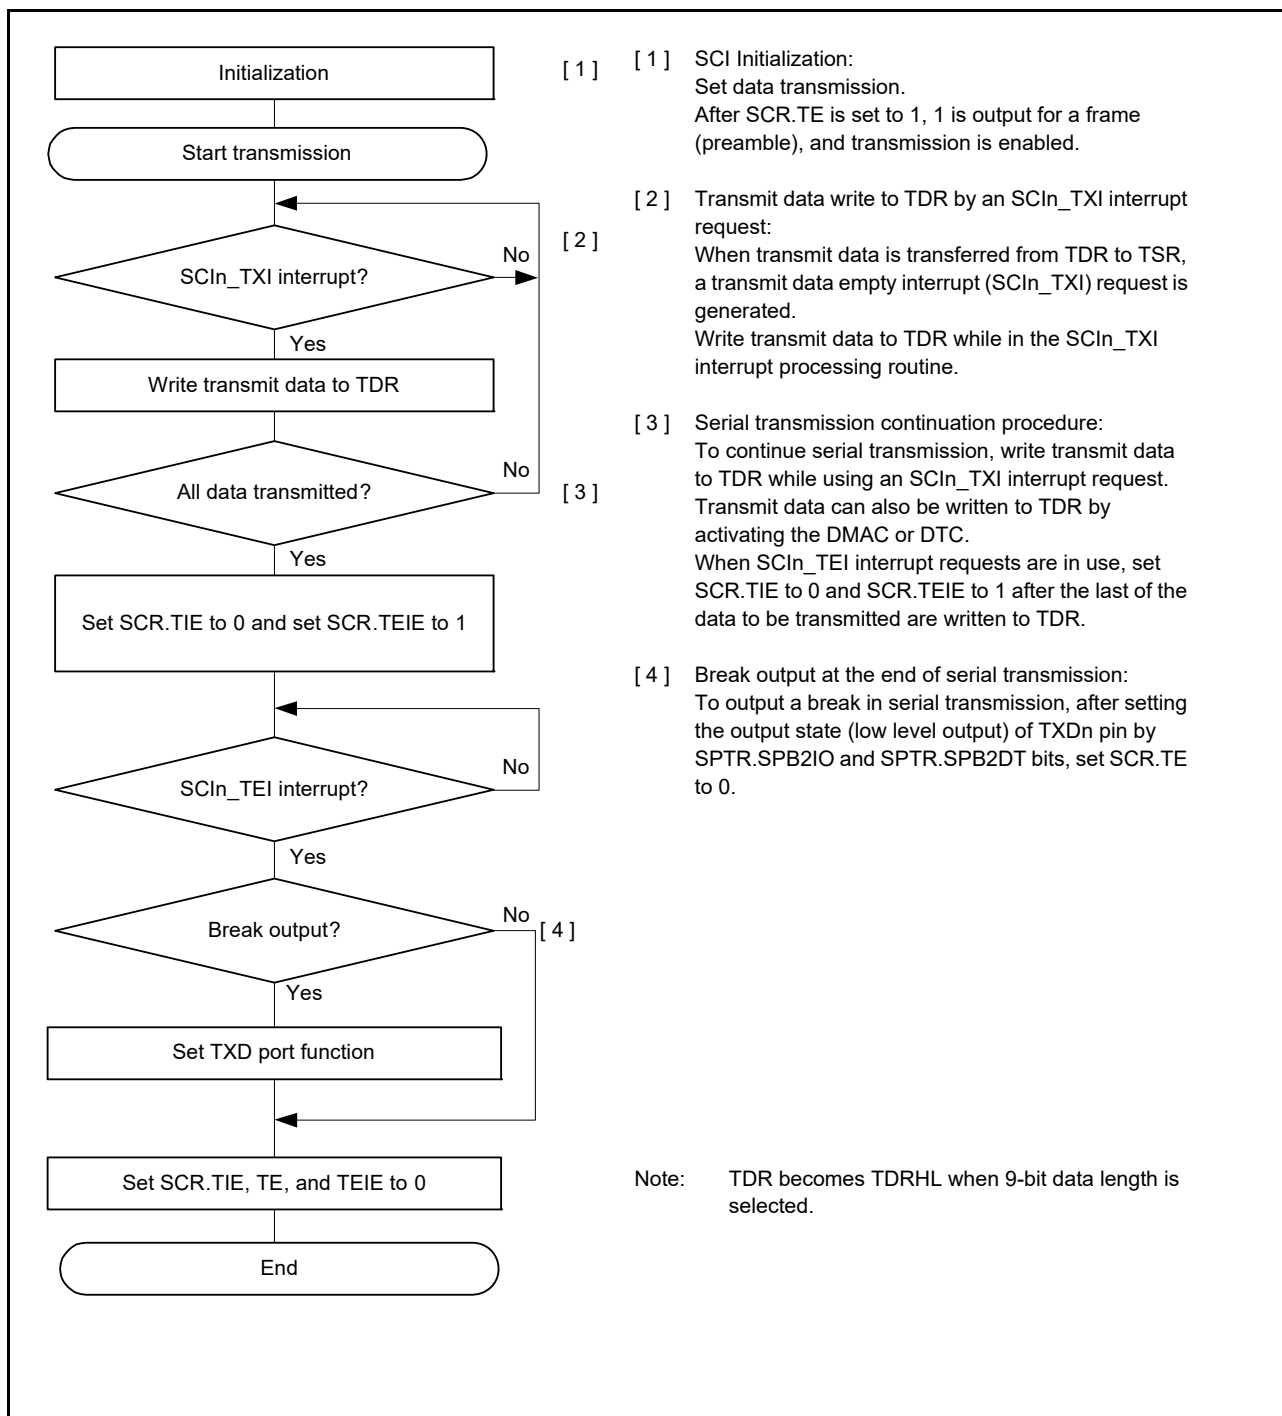 Initialization
[ 1 ]
Start transmission
SCIn_TXI interrupt?
No
[ 2 ]
Yes
Write transmit data to TDR
All data transmitted?
No
[ 3 ]
Yes
Set SCR.TIE to 0 and set SCR.TEIE to 1
SCIn_TEI interrupt?
No
Yes
Break output?
No
[ 4 ]
Yes
Set TXD port function
Set SCR.TIE, TE, and TEIE to 0
End
[ 1 ] SCI Initialization:
Set data transmission.
After SCR.TE is set to 1, 1 is output for a frame
(preamble), and transmission is enabled.
[ 2 ] Transmit data write to TDR by an SCIn_TXI interrupt
request:
When transmit data is transferred from TDR to TSR,
a transmit data empty interrupt (SCIn_TXI) request is
generated.
Write transmit data to TDR while in the SCIn_TXI
interrupt processing routine.
[ 3 ] Serial transmission continuation procedure:
To continue serial transmission, write transmit data
to TDR while using an SCIn_TXI interrupt request.
Transmit data can also be written to TDR by
activating the DMAC or DTC.
When SCIn_TEI interrupt requests are in use, set
SCR.TIE to 0 and SCR.TEIE to 1 after the last of the
data to be transmitted are written to TDR.
[ 4 ] Break output at the end of serial transmission:
To output a break in serial transmission, after setting
the output state (low level output) of TXDn pin by
SPTR.SPB2IO and SPTR.SPB2DT bits, set SCR.TE
to 0.
Note: TDR becomes TDRHL when 9-bit data length is
selected.